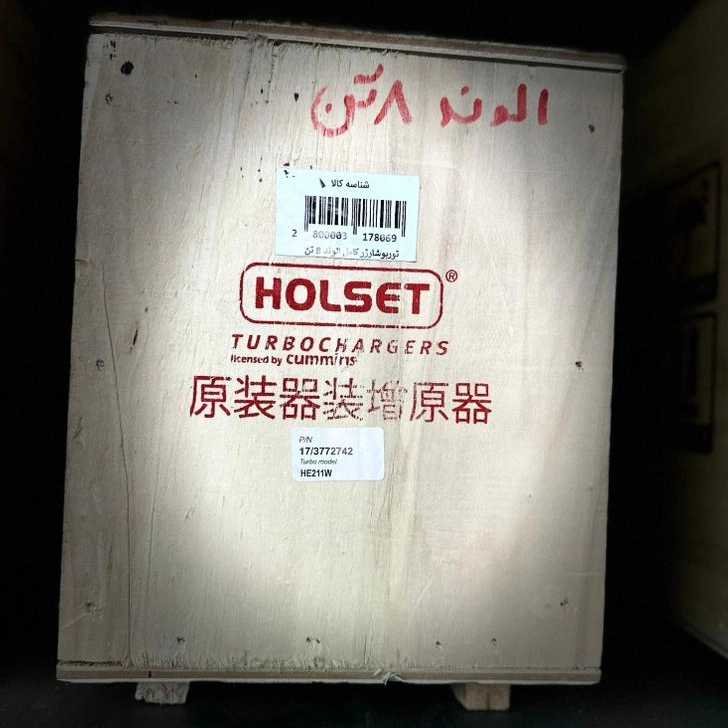 الوند ۸ تن
شناسه کالا
2 800003 178069
توربوشارژر کامل الوند 8 تن
HOLSET®
TURBOCHARGERS
licensed by cummins
原装器装增原器
P/N
17/3772742
Turbo model
HE211W